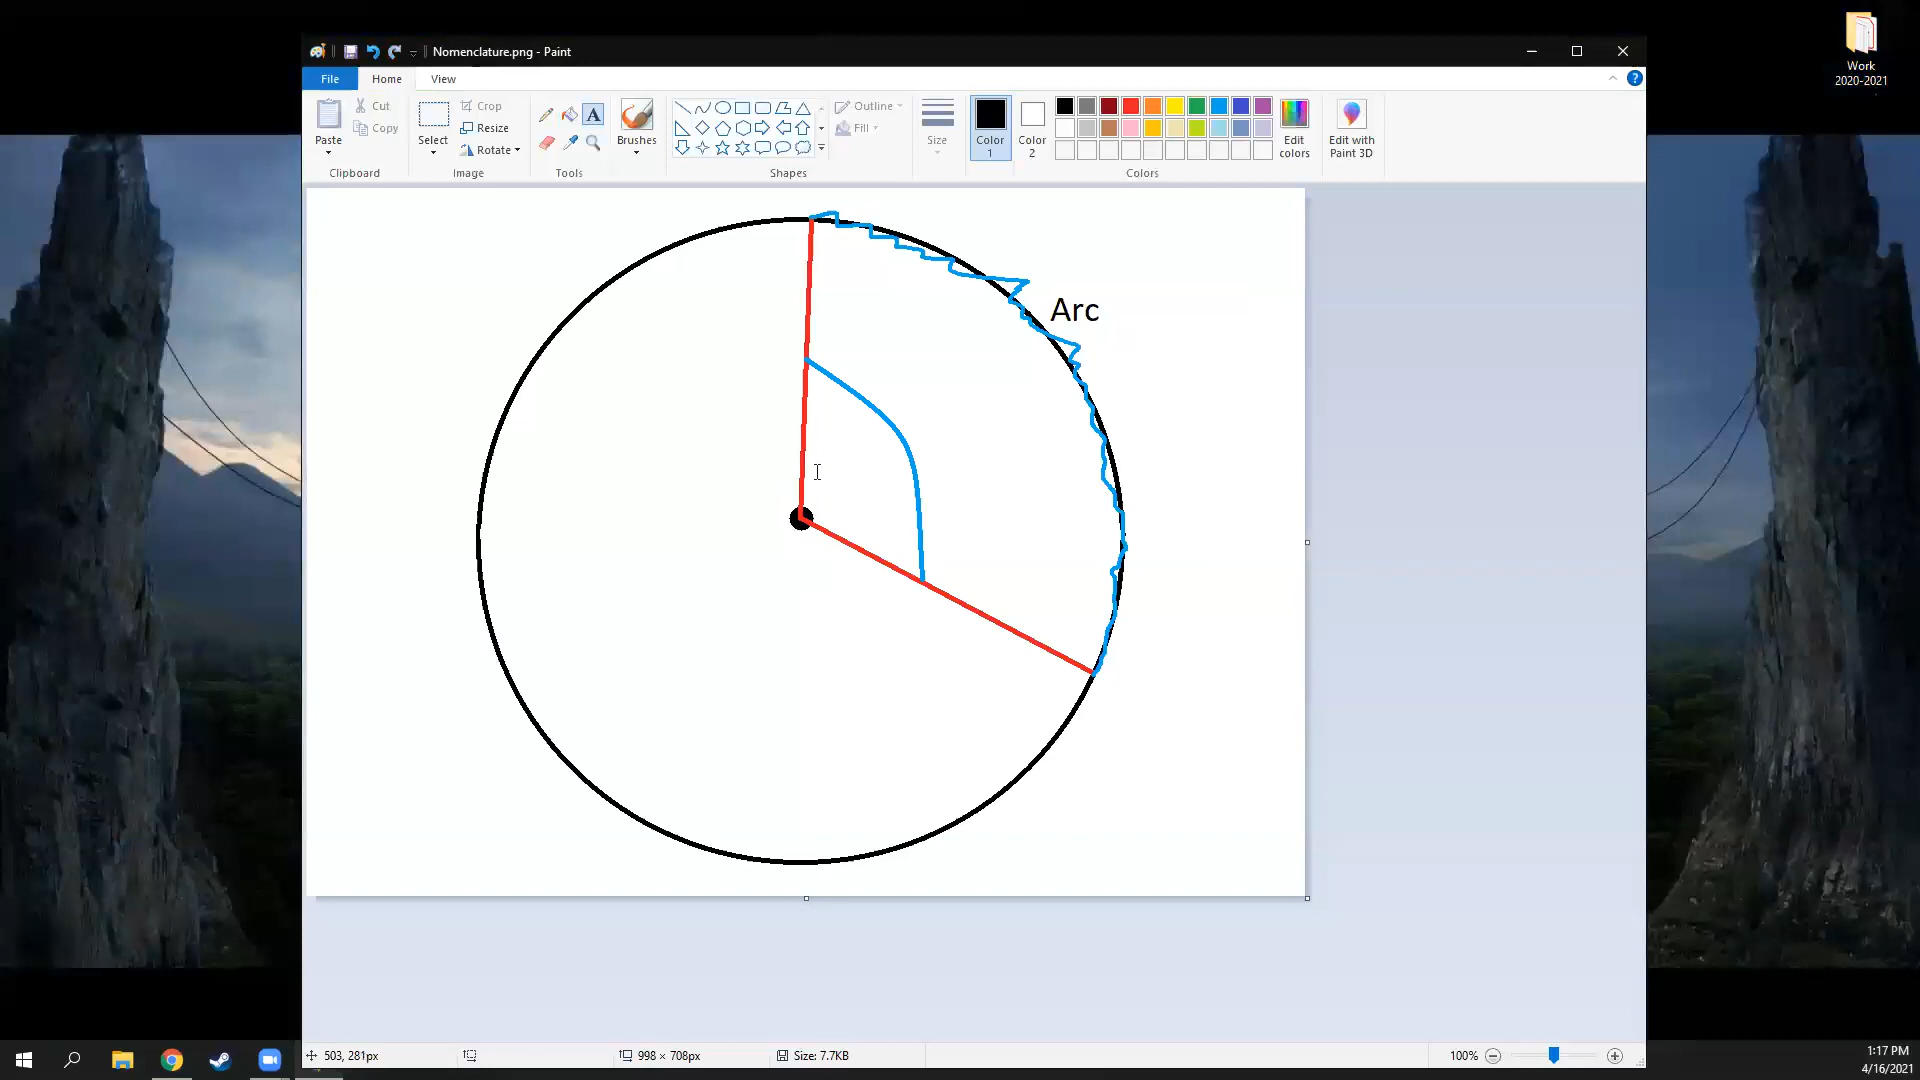 Nomenclature.png - Paint
Work
2020-2021
File
Home
View
Paste
Cut
Copy
Clipboard
Select
Crop
Resize
Rotate
Image
A
Tools
Brushes
Shapes
Outline
Fill
Size
Color
1
Color
2
Edit
colors
Colors
Edit with
Paint 3D
Arc
503, 281px
998 × 708px
Size: 7.7KB
100%
1:17 PM
4/16/2021